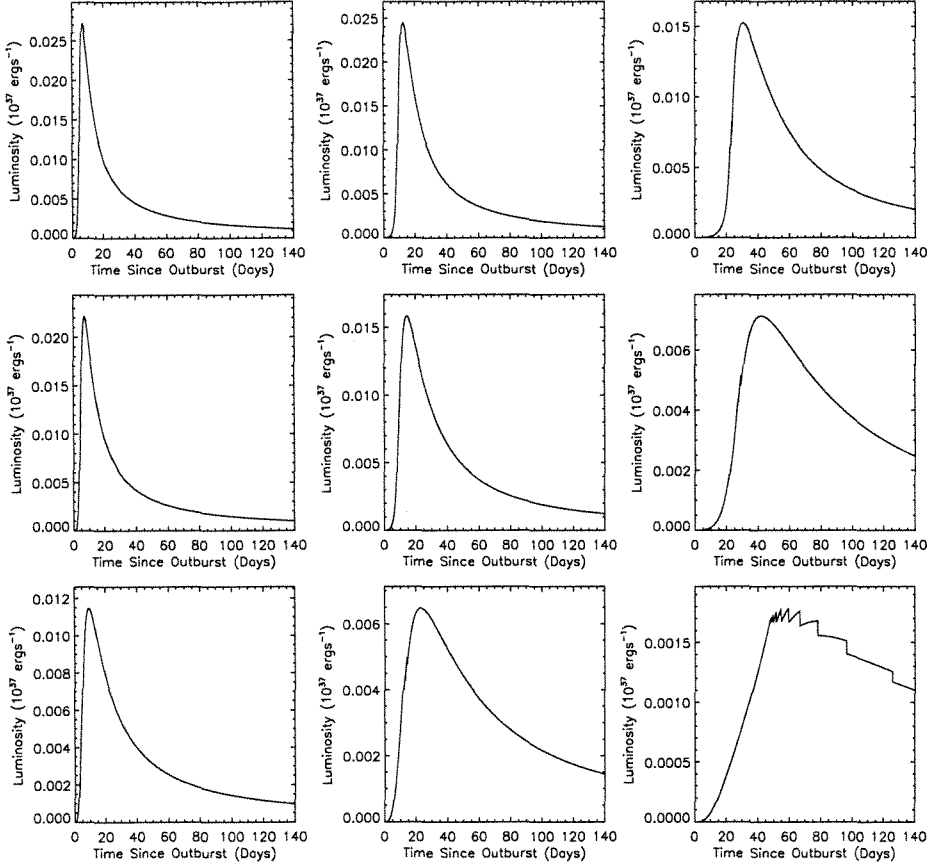 0.025
0.020
0.015
0.010
0.005
0.000
Luminosity (10³⁷ ergs⁻¹)
0 20 40 60 80 100 120 140
Time Since Outburst (Days)
0.025
0.020
0.015
0.010
0.005
0.000
Luminosity (10³⁷ ergs⁻¹)
0 20 40 60 80 100 120 140
Time Since Outburst (Days)
0.015
0.010
0.005
0.000
Luminosity (10³⁷ ergs⁻¹)
0 20 40 60 80 100 120 140
Time Since Outburst (Days)
0.020
0.015
0.010
0.005
0.000
Luminosity (10³⁷ ergs⁻¹)
0 20 40 60 80 100 120 140
Time Since Outburst (Days)
0.015
0.010
0.005
0.000
Luminosity (10³⁷ ergs⁻¹)
0 20 40 60 80 100 120 140
Time Since Outburst (Days)
0.006
0.004
0.002
0.000
Luminosity (10³⁷ ergs⁻¹)
0 20 40 60 80 100 120 140
Time Since Outburst (Days)
0.012
0.010
0.008
0.006
0.004
0.002
0.000
Luminosity (10³⁷ ergs⁻¹)
0 20 40 60 80 100 120 140
Time Since Outburst (Days)
0.006
0.004
0.002
0.000
Luminosity (10³⁷ ergs⁻¹)
0 20 40 60 80 100 120 140
Time Since Outburst (Days)
0.0015
0.0010
0.0005
0.0000
Luminosity (10³⁷ ergs⁻¹)
0 20 40 60 80 100 120 140
Time Since Outburst (Days)